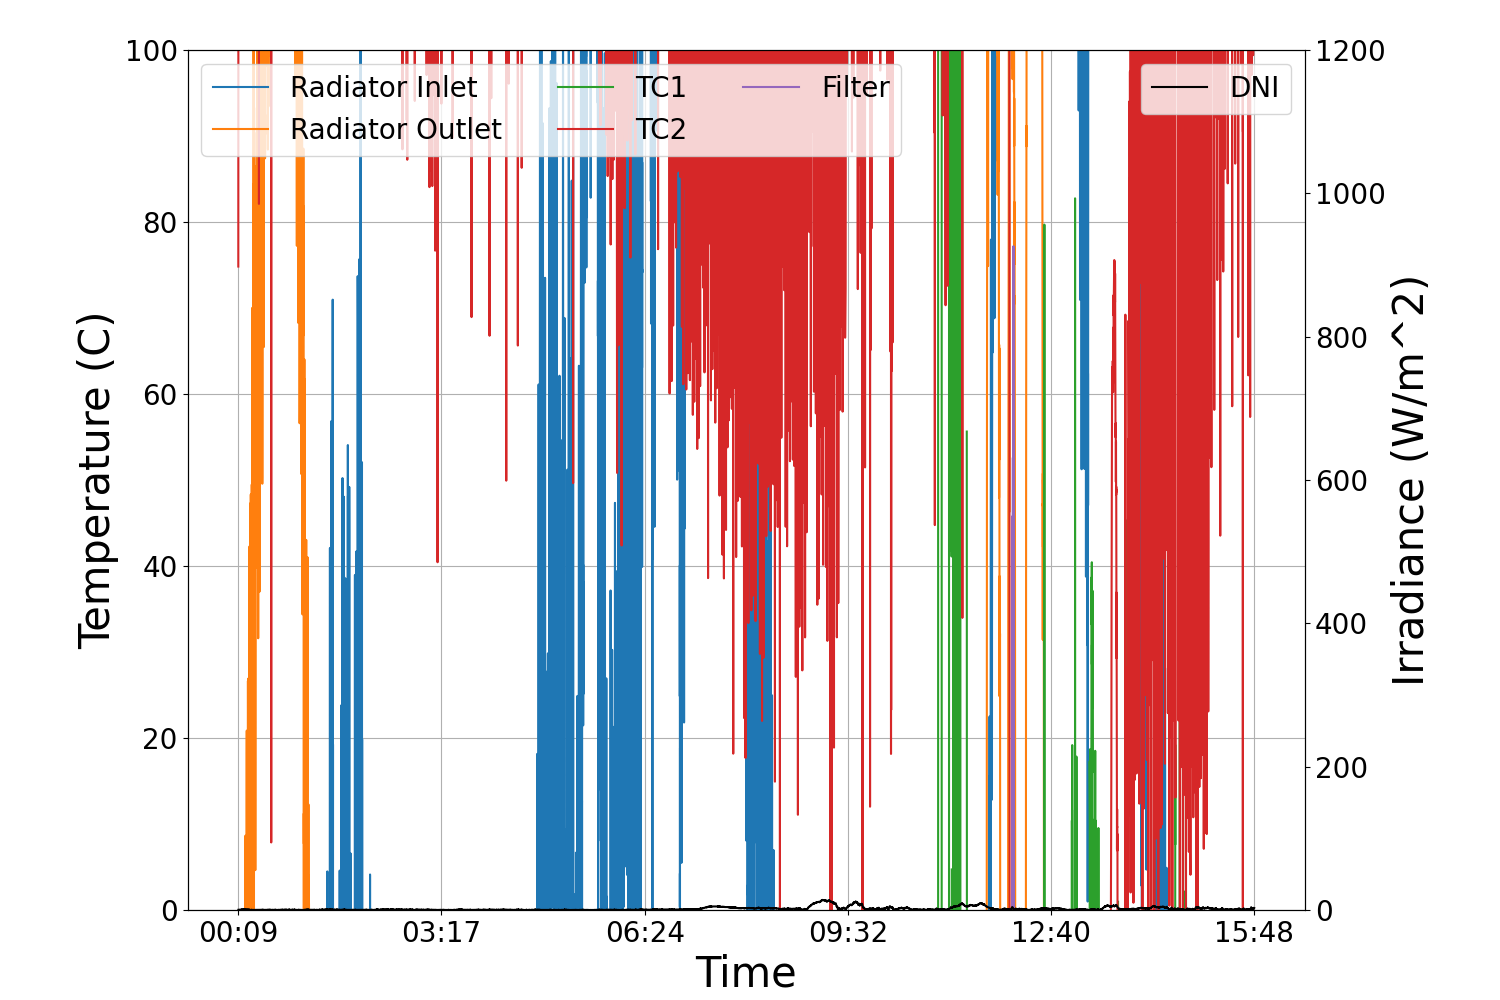 100
80
60
40
20
0
Temperature (C)
Radiator Inlet
Radiator Outlet
TC1
TC2
Filter
DNI
1200
1000
800
600
400
200
0
Irradiance (W/m^2)
00:09
03:17
06:24
09:32
12:40
15:48
Time